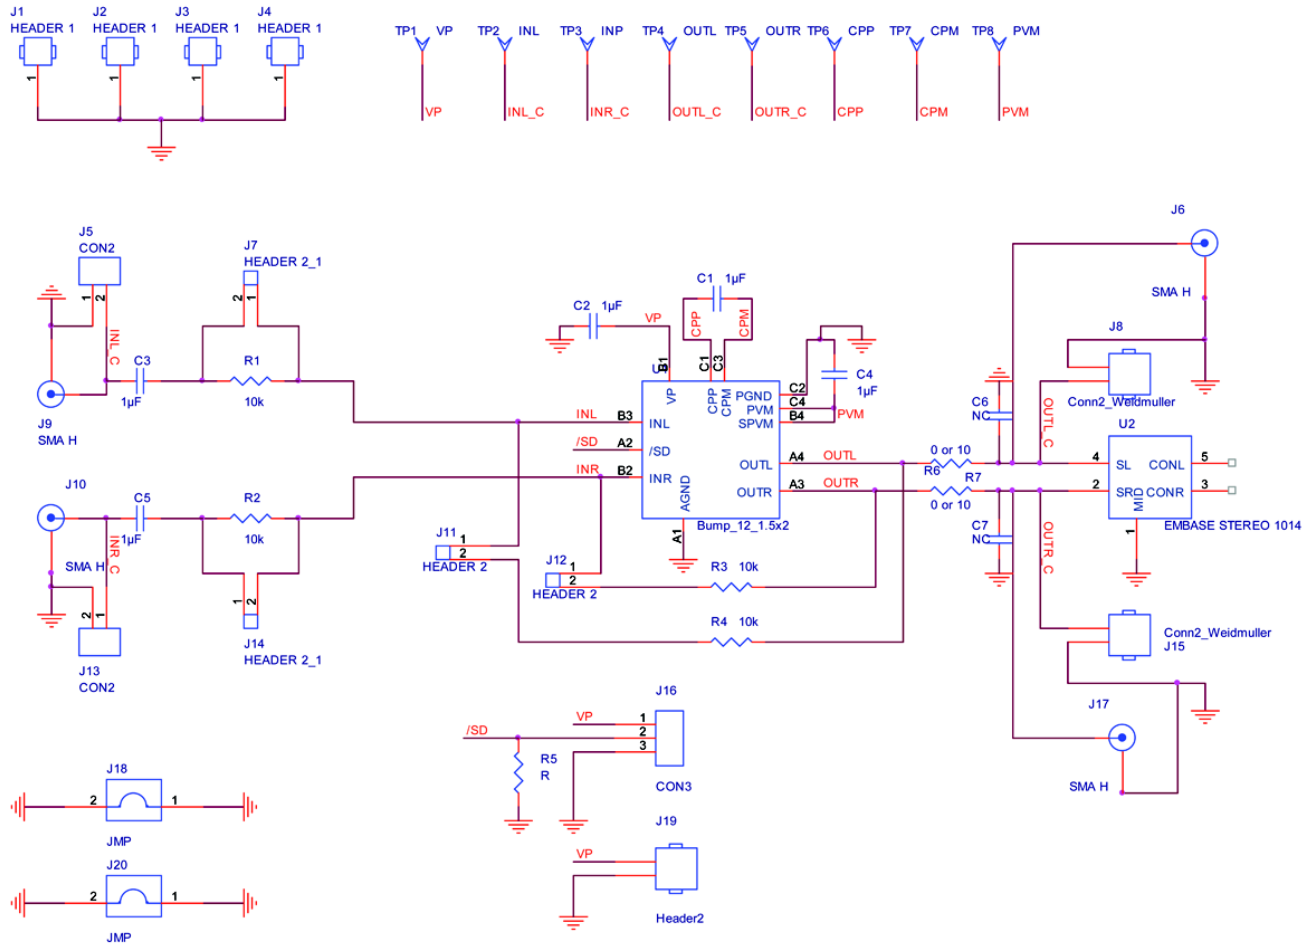 J1
HEADER 1
1
J2
HEADER 1
1
J3
HEADER 1
1
J4
HEADER 1
1
TP1 VP
VP
TP2 INL
INL_C
TP3 INP
INR_C
TP4 OUTL
OUTL_C
TP5 OUTR
OUTR_C
TP6 CPP
CPP
TP7 CPM
CPM
TP8 PVM
PVM
J5
CON2
1
2
INL_C
J9
SMA H
C3
1µF
J7
HEADER 2_1
2
1
R1
10k
J10
SMA H
C5
1µF
INR_C
2
1
J13
CON2
R2
10k
1
2
J14
HEADER 2_1
C2 1µF
VP
C1 1µF
CPP
CPM
C1
C3
U
B1
VP
CPP
CPM
PGND
PVM
SPVM
C2
C4
B4
PVM
C4
1µF
INL
B3
INL
/SD
A2
/SD
INR
B2
INR
AGND
A1
OUTL
A4
OUTL
OUTR
A3
OUTR
Bump_12_1.5x2
J11
1
2
HEADER 2
J12
1
2
HEADER 2
R3 10k
R4 10k
0 or 10
R6
R7
0 or 10
C6
NC
C7
NC
OUTL_C
OUTR_C
J6
SMA H
J8
Conn2_Weidmuller
U2
4
SL
CONL
5
2
SR
CONR
3
MID
1
EMBASE STEREO 1014
Conn2_Weidmuller
J15
J17
SMA H
J16
VP
1
/SD
2
3
R5
R
CON3
J19
VP
Header2
J18
2
1
JMP
J20
2
1
JMP